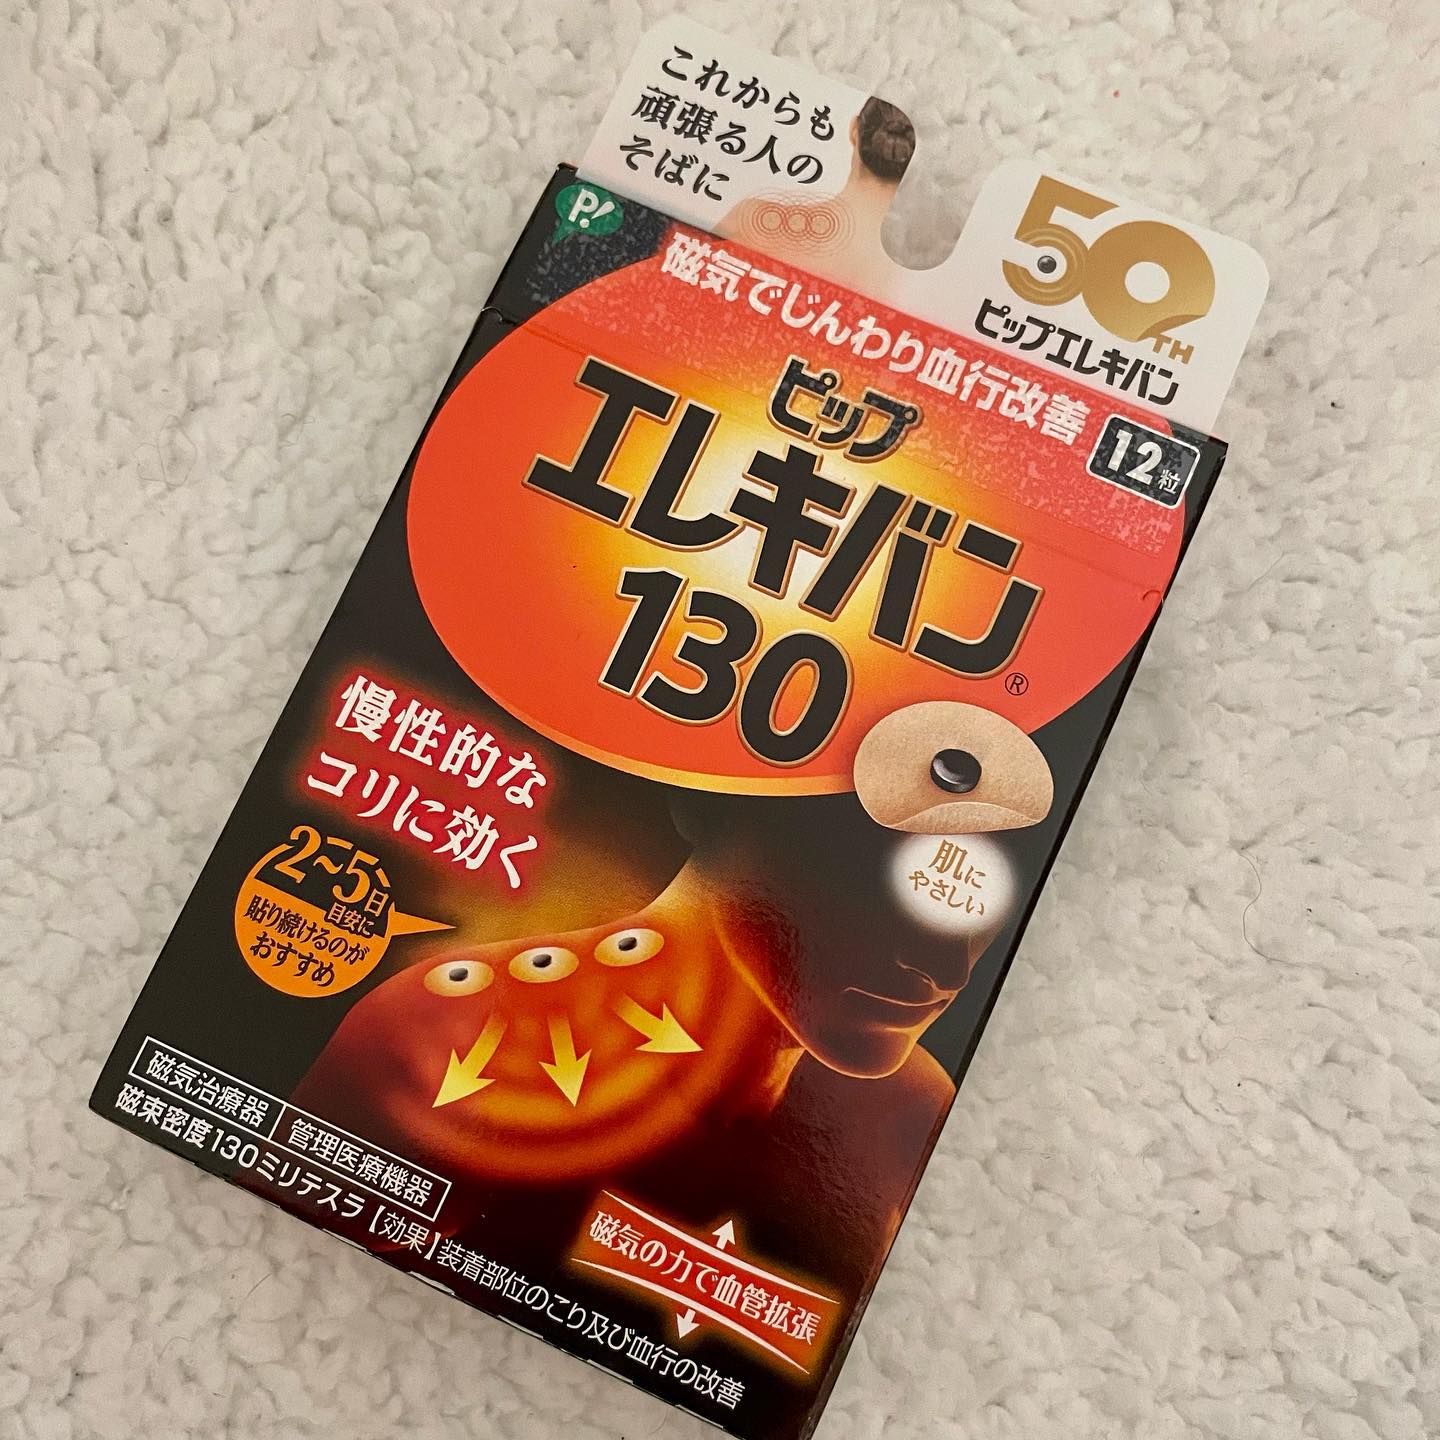 これからも
頑張る人の
そばに
50TH
ピップエレキバン
P!
磁気でじんわり血行改善
12粒
ピップ
エレキバン
130
®
慢性的な
コリに効く
肌に
やさしい
2~5日
目安に
貼り続けるのが
おすすめ
磁気治療器 管理医療機器
磁束密度130ミリテスラ【効果】装着部位のこり及び血行の改善
磁気の力で血管拡張